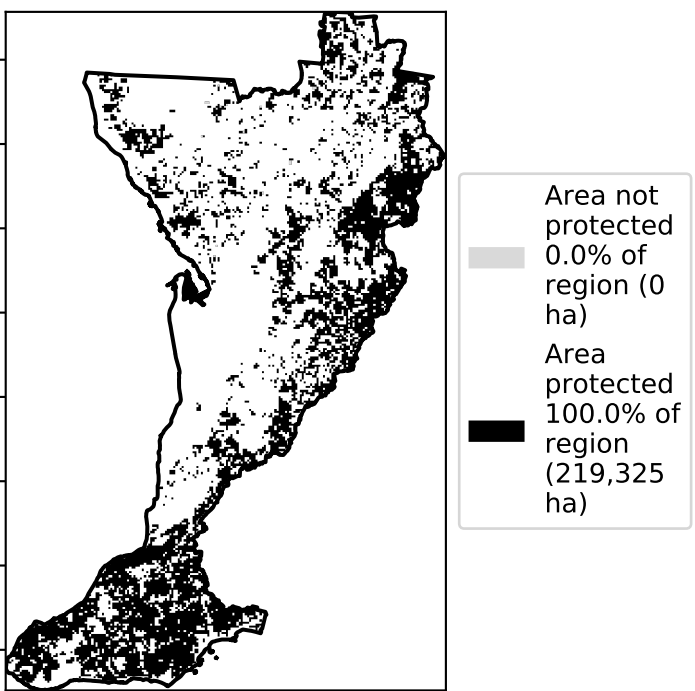 Area not
protected
0.0% of
region (0
ha)
Area
protected
100.0% of
region
(219,325
ha)